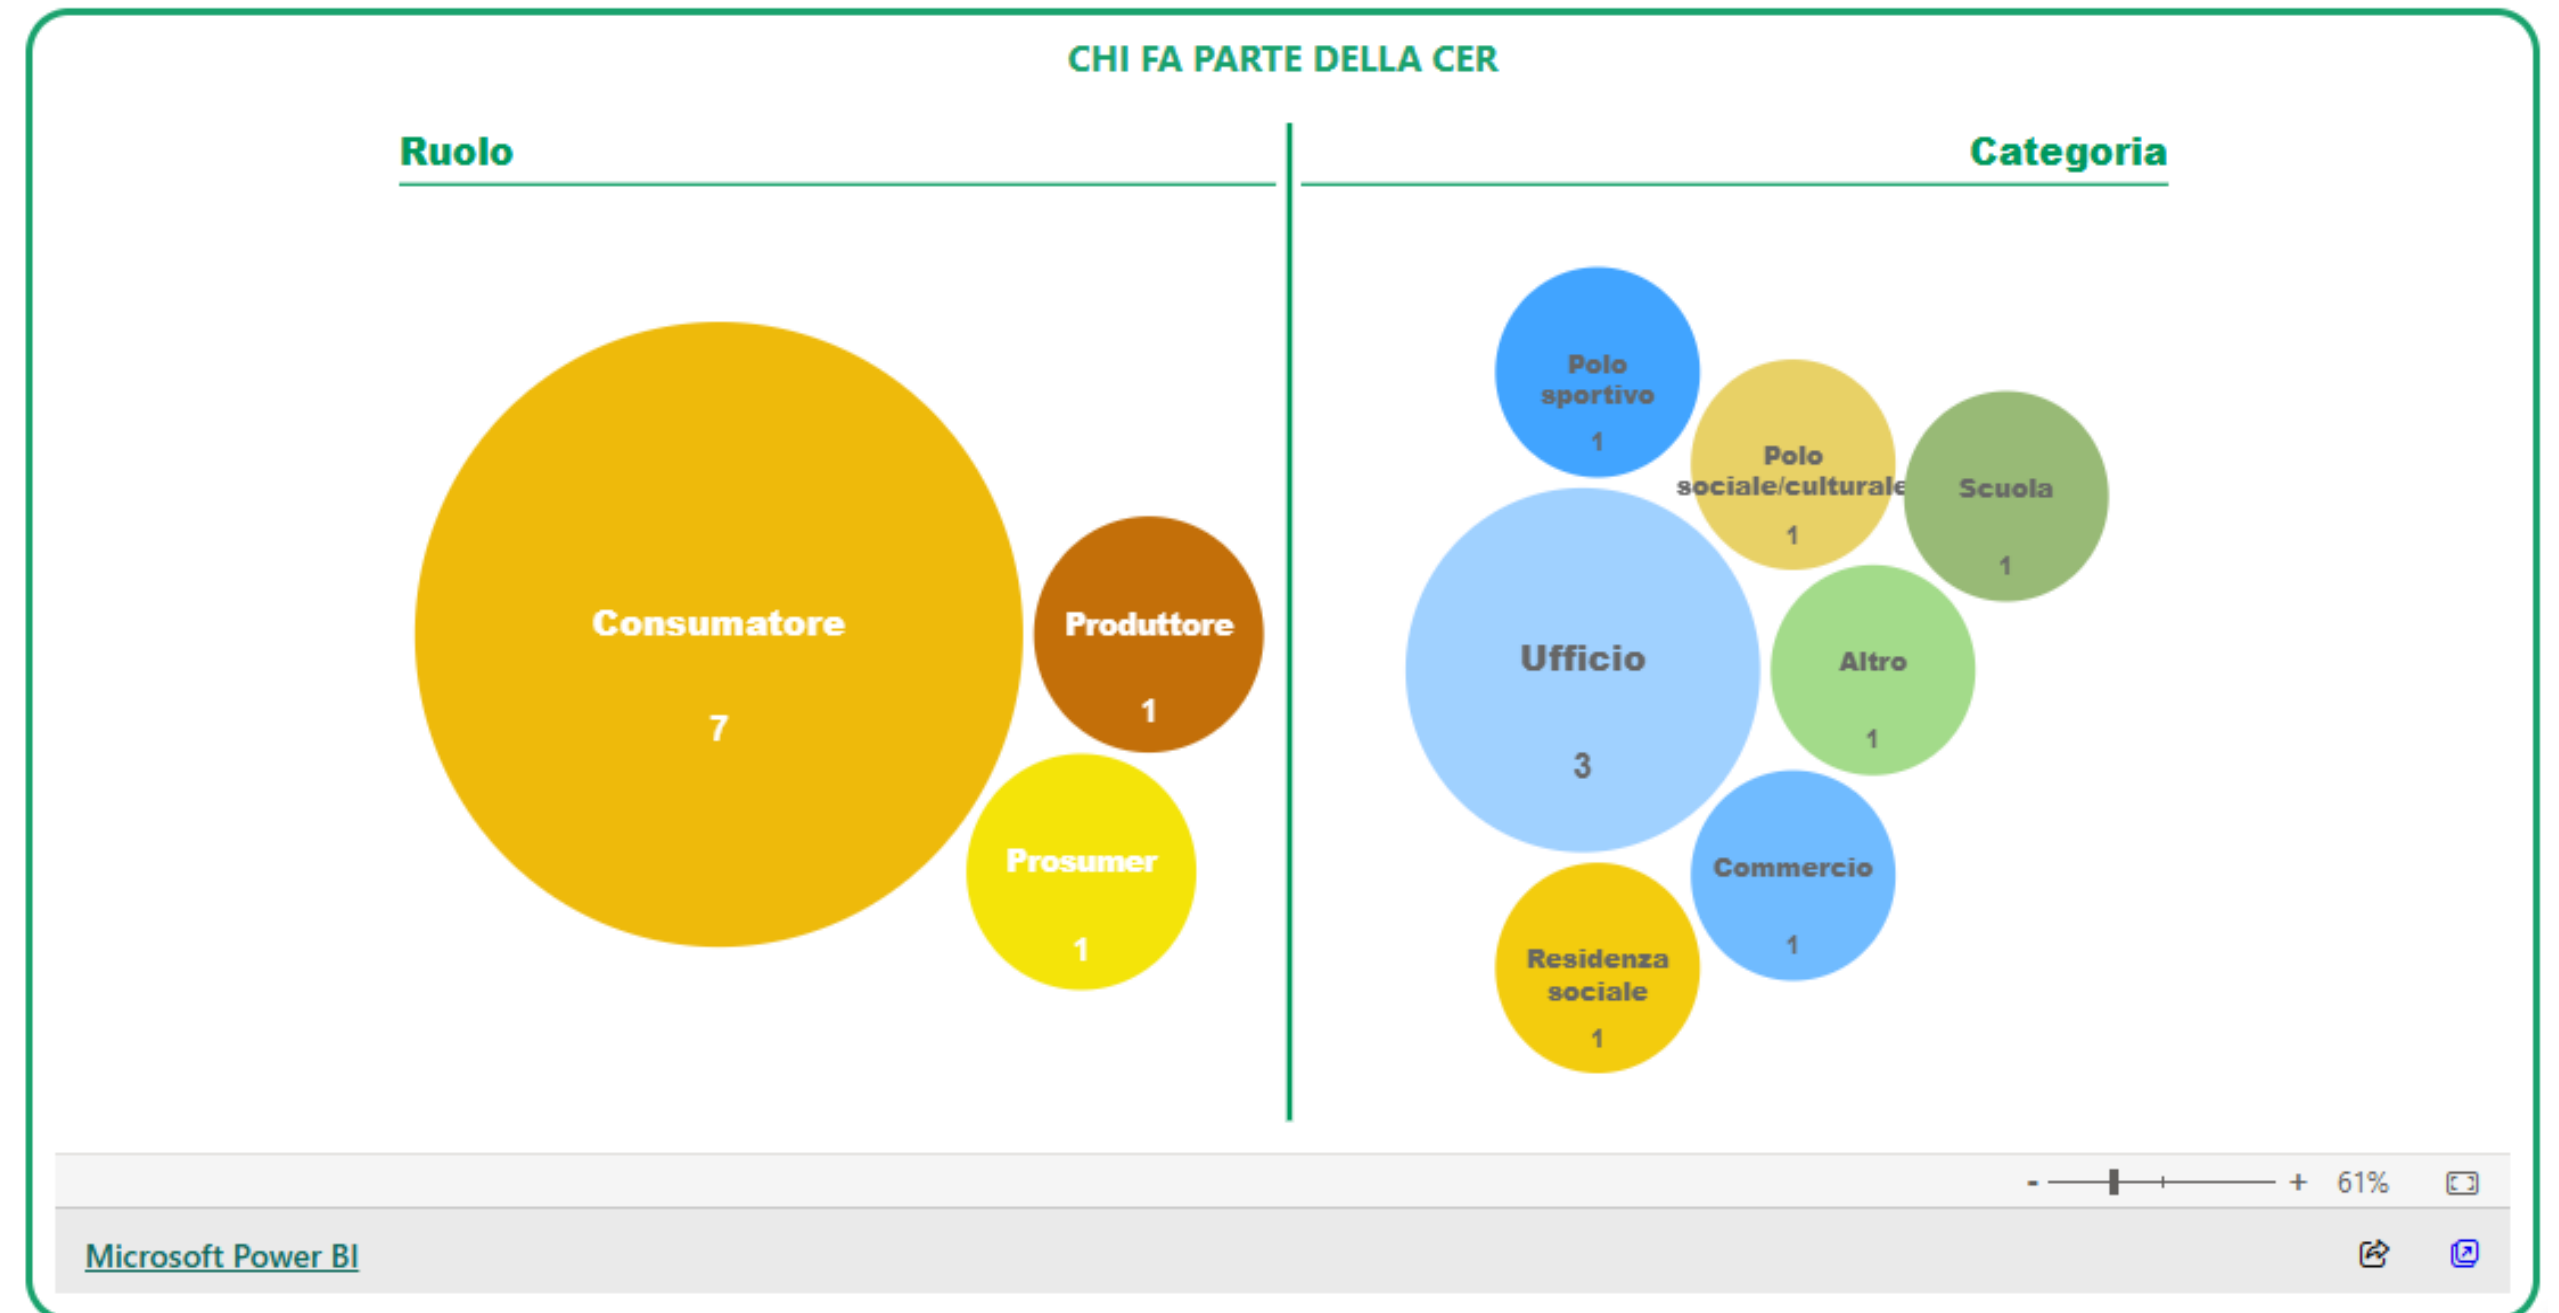 CHI FA PARTE DELLA CER
Ruolo
Categoria
Consumatore
7
Produttore
1
Prosumer
1
Polo
sportivo
1
Polo
sociale/culturale
1
Scuola
1
Ufficio
3
Altro
1
Commercio
1
Residenza
sociale
1
- + 61%
Microsoft Power BI